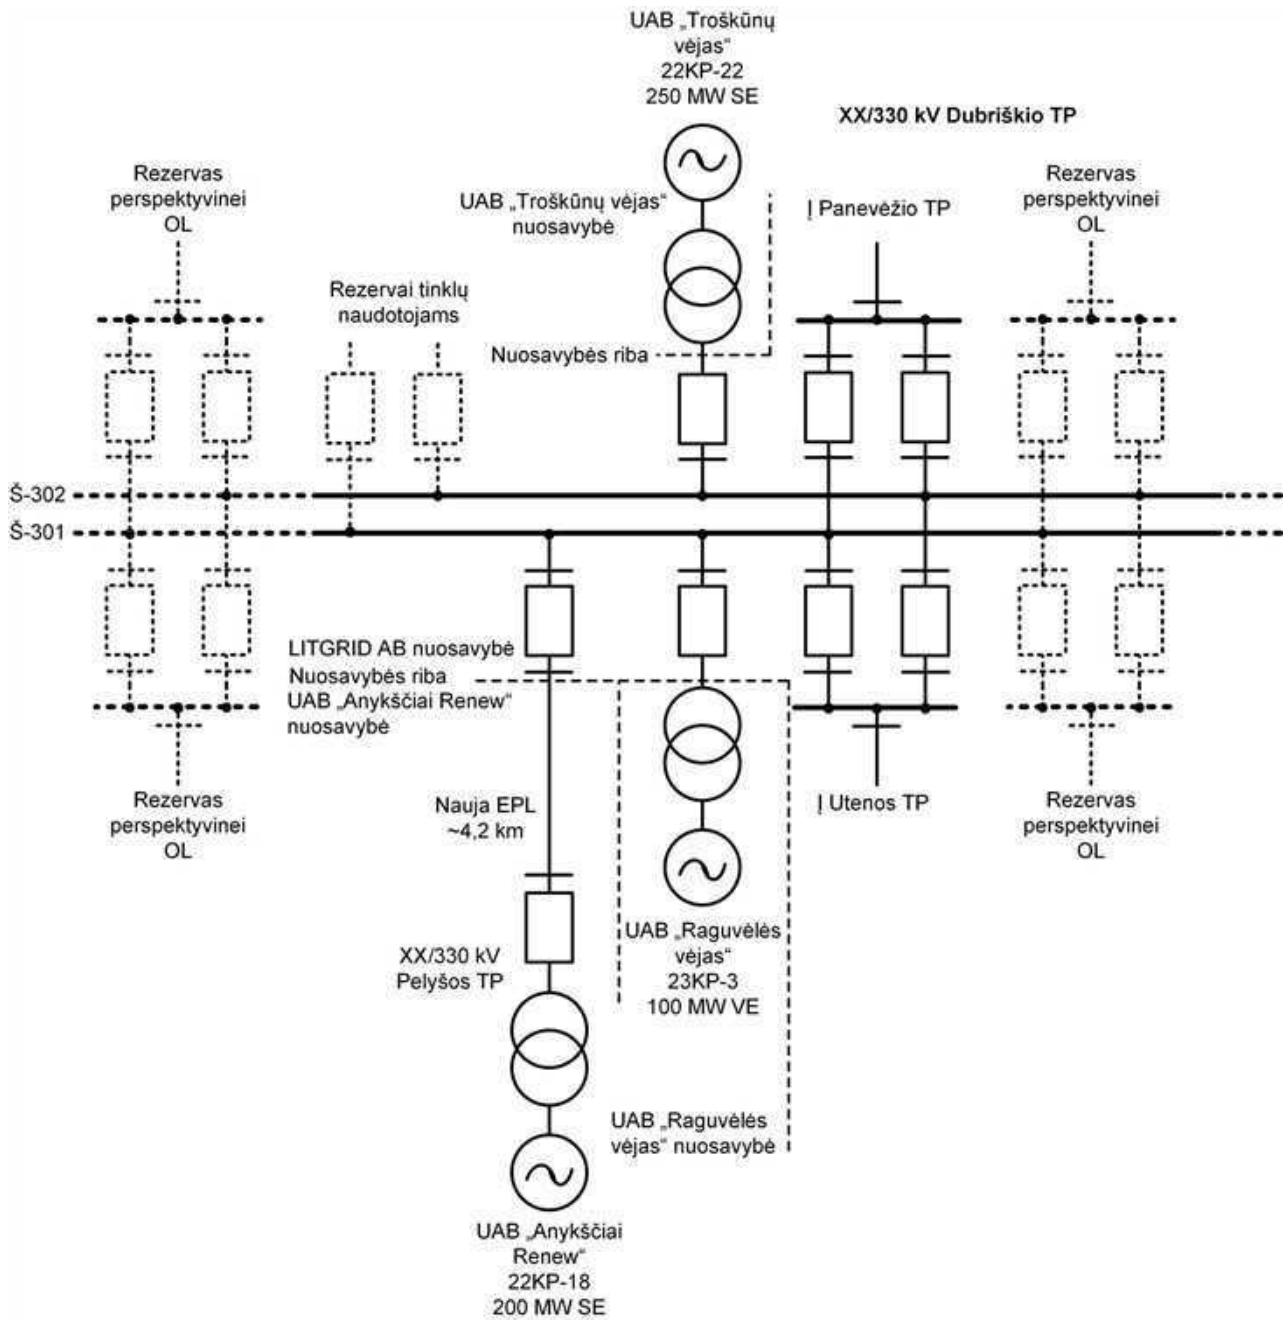 UAB „Troškūnų
vėjas“
22KP-22
250 MW SE
XX/330 kV Dubriškio TP
Rezervas
perspektyvinei
OL
UAB „Troškūnų vėjas“
nuosavybė
Į Panevėžio TP
Rezervas
perspektyvinei
OL
Rezervai tinklų
naudotojams
Nuosavybės riba
Š-302
Š-301
LITGRID AB nuosavybė
Nuosavybės riba
UAB „Anykščiai Renew“
nuosavybė
Rezervas
perspektyvinei
OL
Nauja EPL
~4,2 km
Į Utenos TP
Rezervas
perspektyvinei
OL
UAB „Raguvėlės
vėjas“
23KP-3
100 MW VE
XX/330 kV
Pelyšos TP
UAB „Raguvėlės
vėjas“ nuosavybė
UAB „Anykščiai
Renew“
22KP-18
200 MW SE